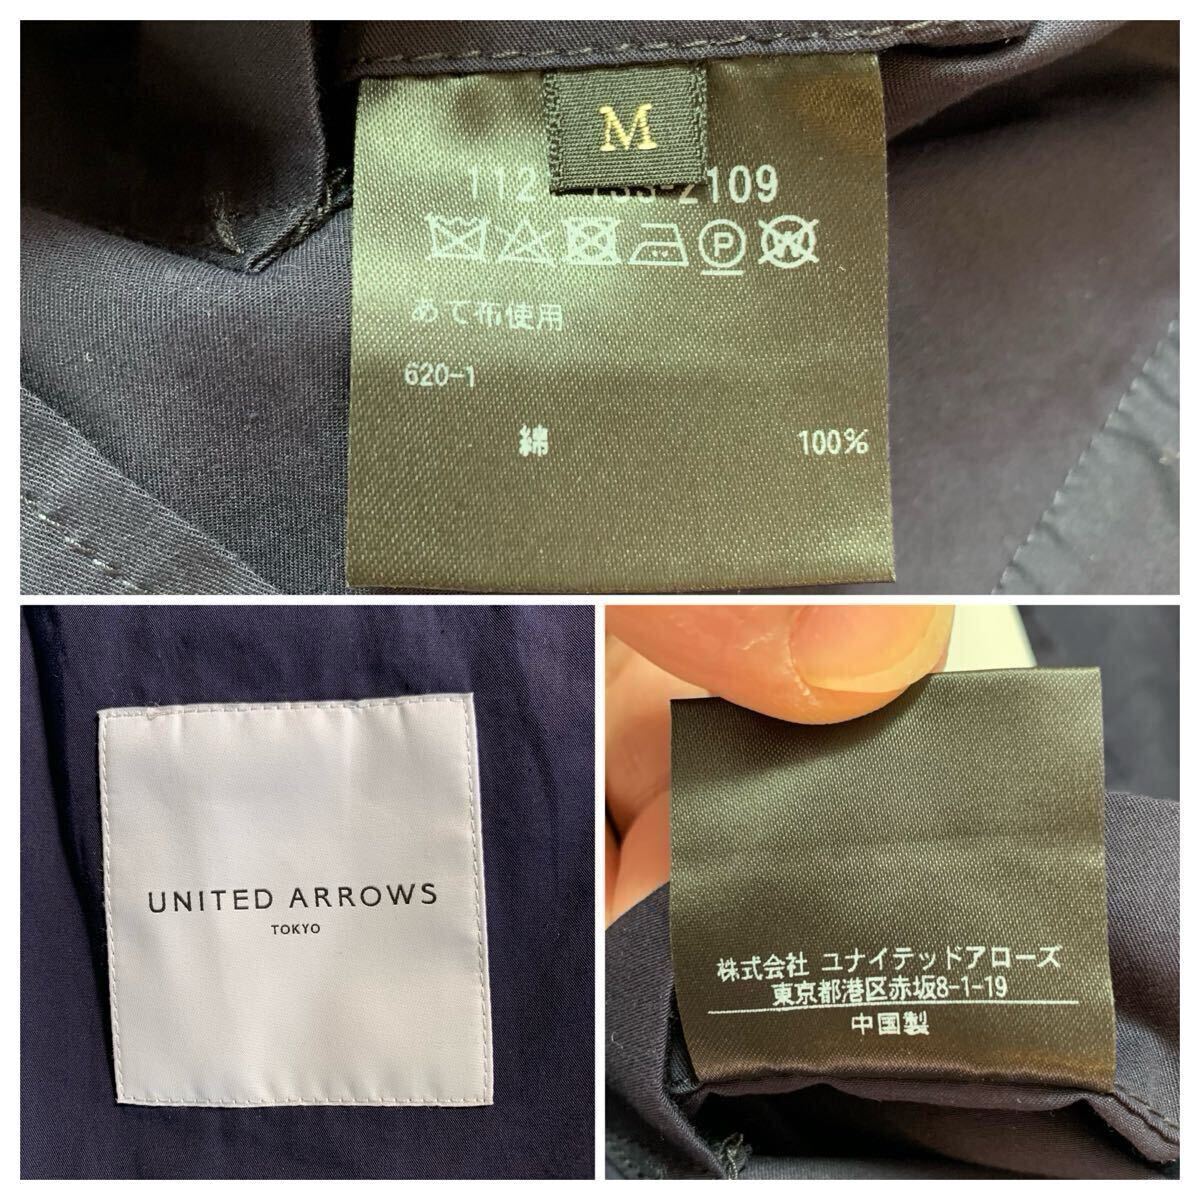 M
2109
P
W
あて布使用
620-1
綿 100%
UNITED ARROWS
TOKYO
株式会社 ユナイテッドアローズ
東京都港区赤坂8-1-19
中国製